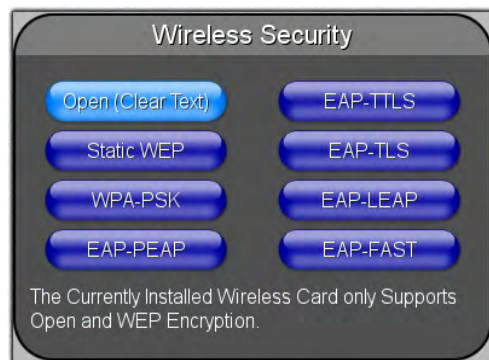 Wireless Security
Open (Clear Text)
EAP-TTLS
Static WEP
EAP-TLS
WPA-PSK
EAP-LEAP
EAP-PEAP
EAP-FAST
The Currently Installed Wireless Card only Supports
Open and WEP Encryption.